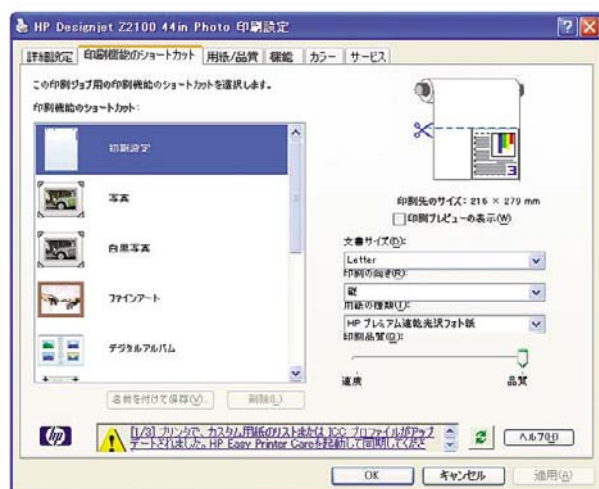 HP Designjet Z2100 44in Photo 印刷設定
詳細設定 印刷機能のショートカット 用紙/品質 機能 カラー サービス
この印刷ジョブ用の印刷機能のショートカットを選択します。
印刷機能のショートカット:
初期設定
写真
白黒写真
ファインアート
デジタルアルバム
名前を付けて保存(V).
削除(L)
3
印刷先のサイズ: 216 × 279 mm
印刷プレビューの表示(W)
文書サイズ(D):
Letter
印刷の向き(R):
縦
用紙の種類(T):
HP プレミアム速乾光沢フォト紙
印刷品質(Q):
速度 品質
hp
[1/3] プリンタで、カスタム用紙のリストまたは ICC プロファイルがアップ
デートされました。HP Easy Printer Careを起動して同期してくださ
ヘルプ(H)
OK キャンセル 適用(A)